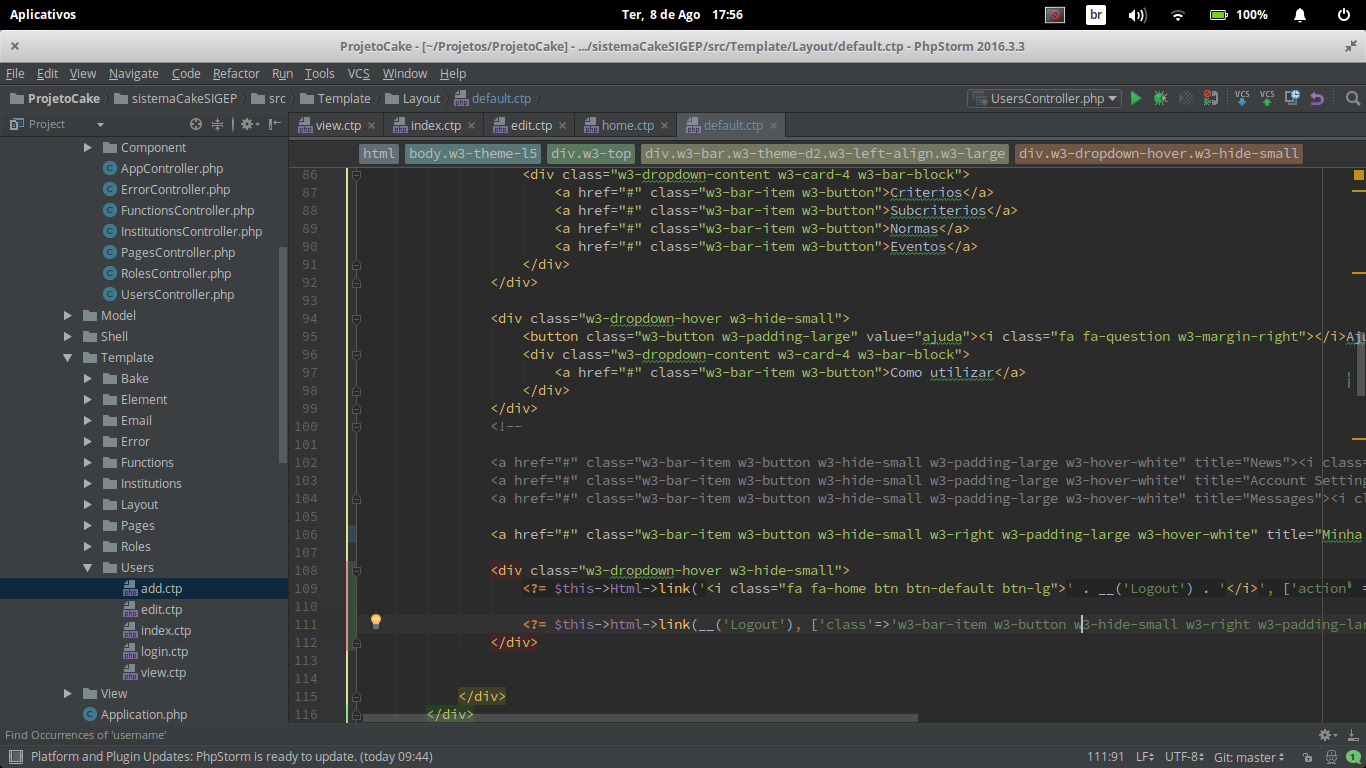 Aplicativos
Ter, 8 de Ago 17:56
br
100%
ProjetoCake - [~/Projetos/ProjetoCake] - .../sistemaCakeSIGEP/src/Template/Layout/default.ctp - PhpStorm 2016.3.3
File Edit View Navigate Code Refactor Run Tools VCS Window Help
ProjetoCake sistemaCakeSIGEP src Template Layout default.ctp
UsersController.php
VCS VCS
Project
view.ctp index.ctp edit.ctp home.ctp default.ctp
html body.w3-theme-l5 div.w3-top div.w3-bar.w3-theme-d2.w3-left-align.w3-large div.w3-dropdown-hover.w3-hide-small
Component
AppController.php
ErrorController.php
FunctionsController.php
InstitutionsController.php
PagesController.php
RolesController.php
UsersController.php
Model
Shell
Template
Bake
Element
Email
Error
Functions
Institutions
Layout
Pages
Roles
Users
add.ctp
edit.ctp
index.ctp
login.ctp
view.ctp
View
Application.php
86 <div class="w3-dropdown-content w3-card-4 w3-bar-block">
87 <a href="#" class="w3-bar-item w3-button">Criterios</a>
88 <a href="#" class="w3-bar-item w3-button">Subcriterios</a>
89 <a href="#" class="w3-bar-item w3-button">Normas</a>
90 <a href="#" class="w3-bar-item w3-button">Eventos</a>
91 </div>
92 </div>
93
94 <div class="w3-dropdown-hover w3-hide-small">
95 <button class="w3-button w3-padding-large" value="ajuda"><i class="fa fa-question w3-margin-right"></i>Aju
96 <div class="w3-dropdown-content w3-card-4 w3-bar-block">
97 <a href="#" class="w3-bar-item w3-button">Como utilizar</a>
98 </div>
99 </div>
100 <!--
101
102 <a href="#" class="w3-bar-item w3-button w3-hide-small w3-padding-large w3-hover-white" title="News"><i class=
103 <a href="#" class="w3-bar-item w3-button w3-hide-small w3-padding-large w3-hover-white" title="Account Setting
104 <a href="#" class="w3-bar-item w3-button w3-hide-small w3-padding-large w3-hover-white" title="Messages"><i cl
105
106 <a href="#" class="w3-bar-item w3-button w3-hide-small w3-right w3-padding-large w3-hover-white" title="Minha
107
108 <div class="w3-dropdown-hover w3-hide-small">
109 <?= $this->Html->link('<i class="fa fa-home btn btn-default btn-lg">' . __('Logout') . '</i>', ['action' =
110
111 <?= $this->html->link(__('Logout'), ['class'=>'w3-bar-item w3-button w3-hide-small w3-right w3-padding-lar
112 </div>
113
114
115 </div>
116 </div>
Find Occurrences of 'username'
Platform and Plugin Updates: PhpStorm is ready to update. (today 09:44)
111:91 LF UTF-8 Git: master 1